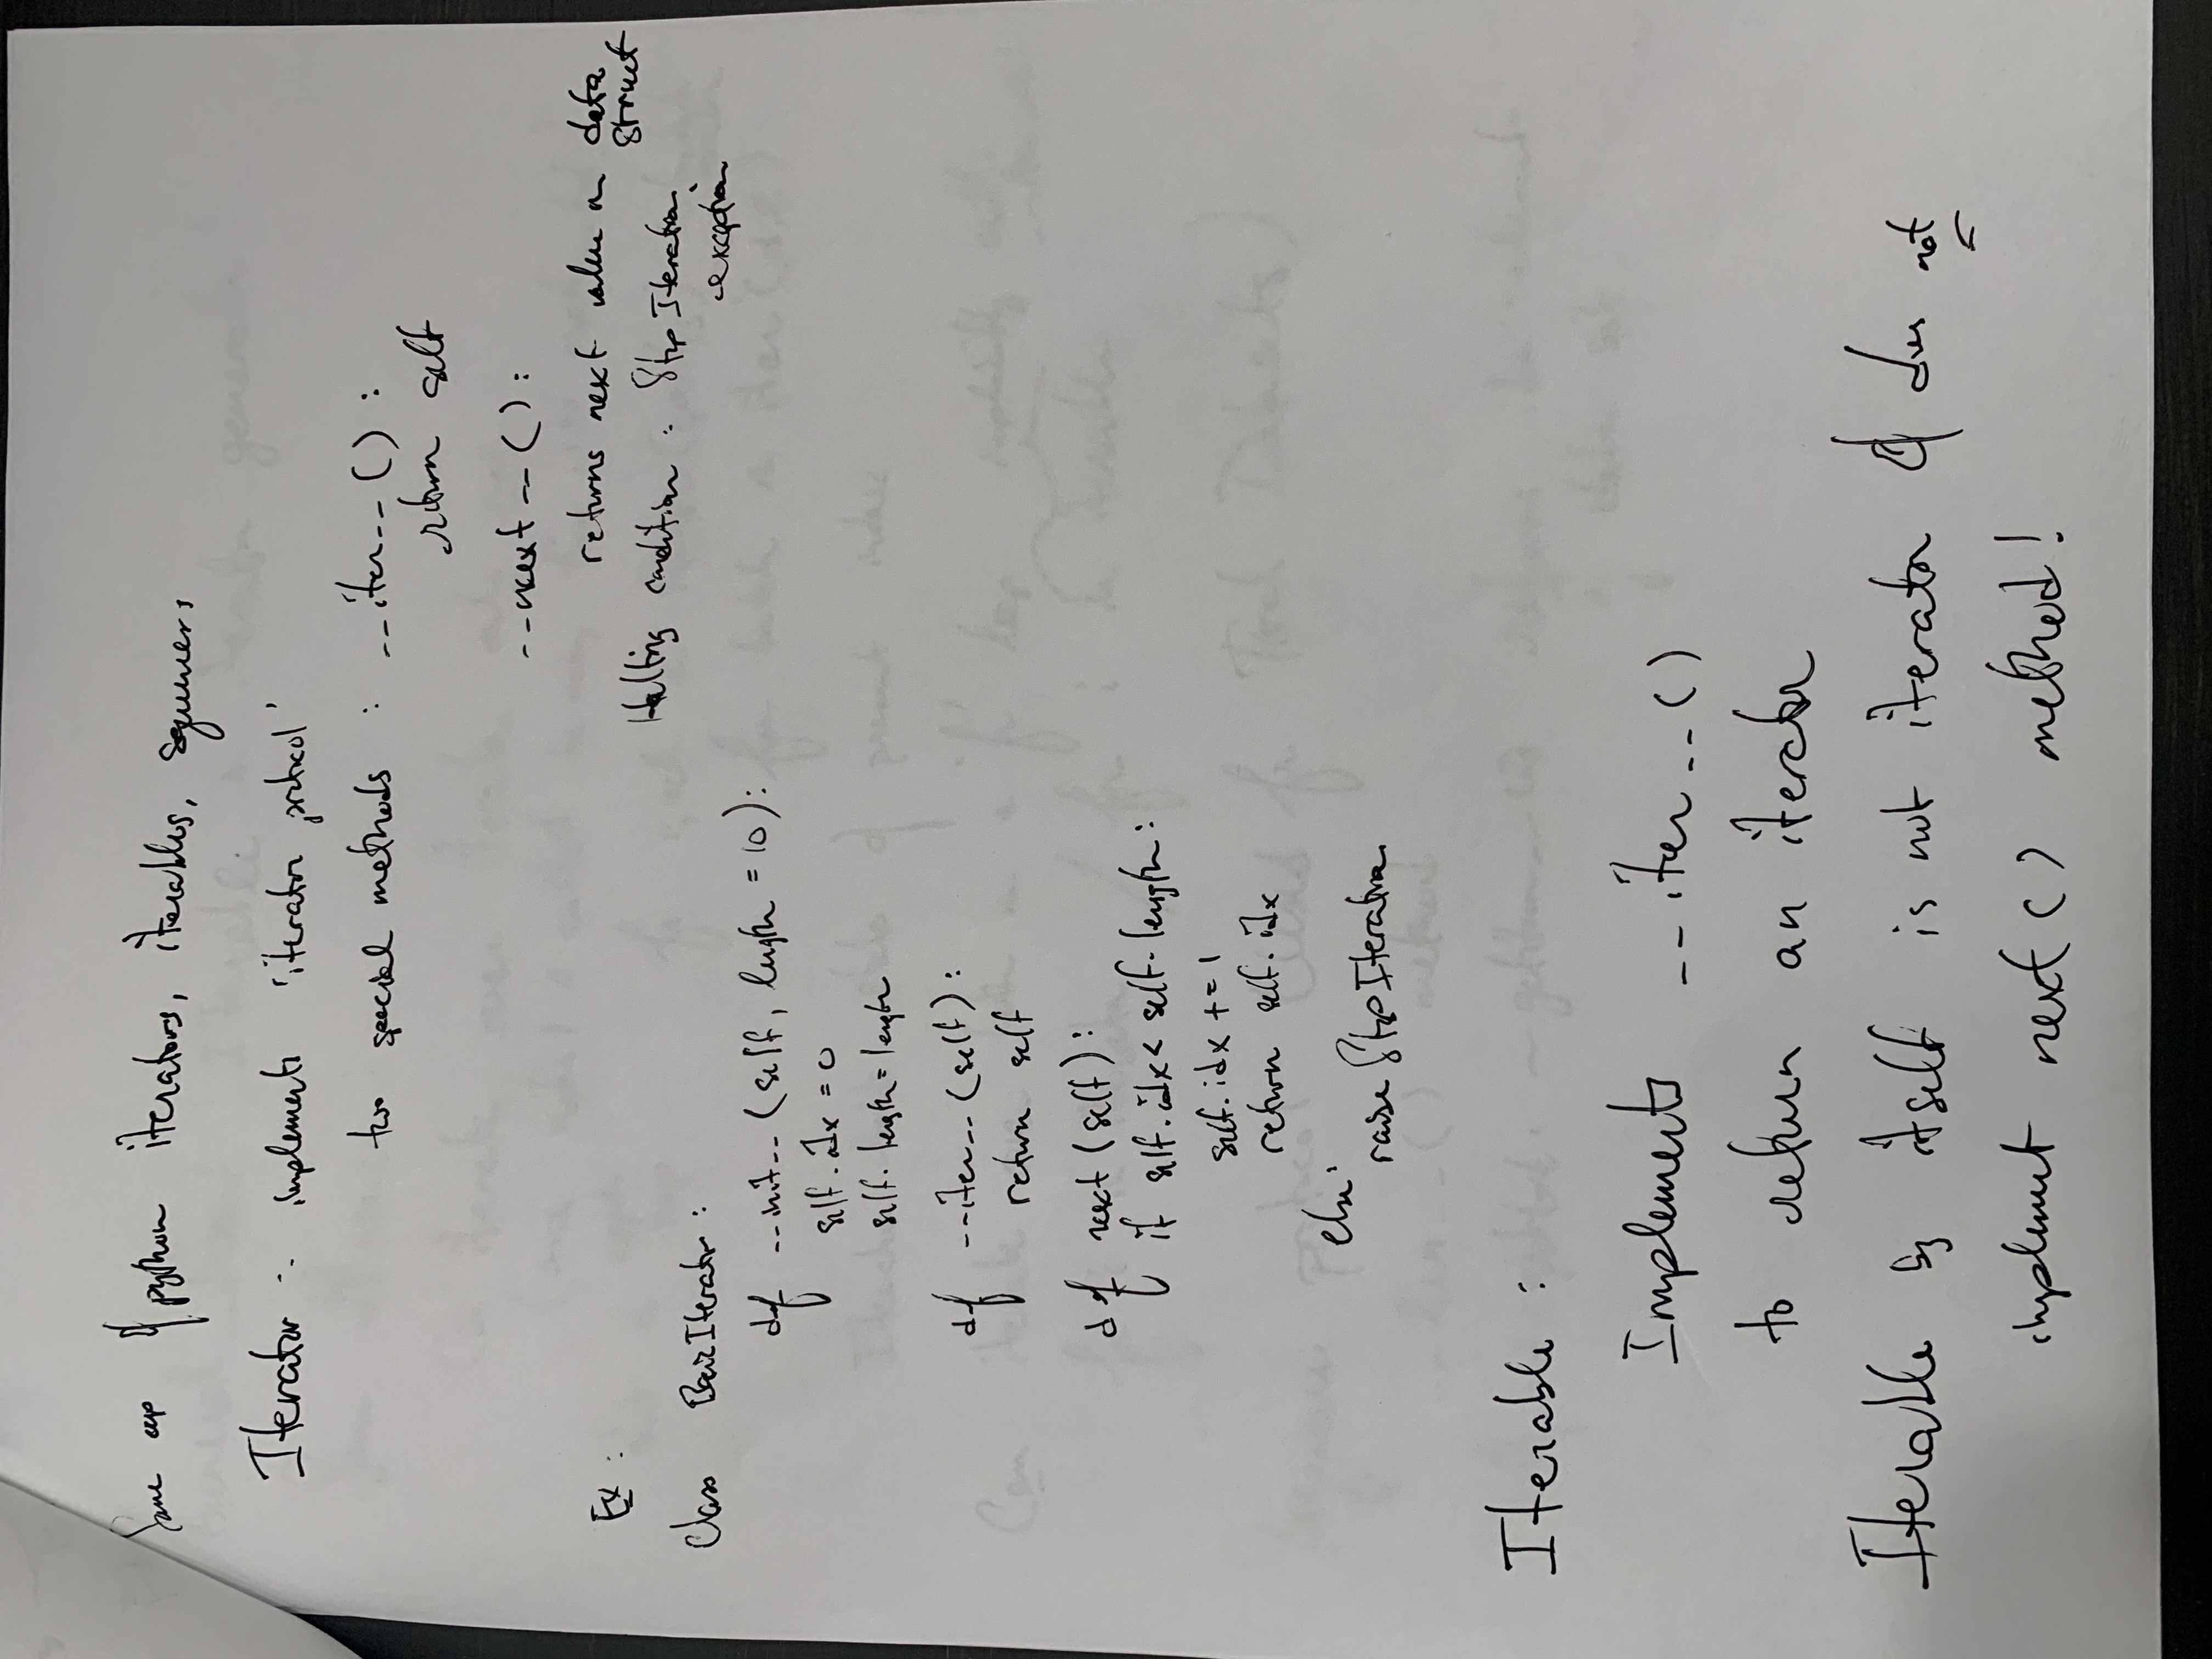 Some exp of python iterators, iterables, sequences
Iterator : implements 'iterator protocol'
two special methods : __iter__():
return self
__next__():
returns next value in data
struct
Halting condition : StopIteration
exception
Ex :
Class Iterator :
def __init__(self, length = 10):
self.idx = 0
self.length = length
def __iter__(self):
return self
def next(self):
if self.idx < self.length:
self.idx += 1
return self.idx
else:
raise StopIteration
Iterable :
Implements __iter__()
to return an iterator
Iterable by itself is not iterator & does not
implement next() method!